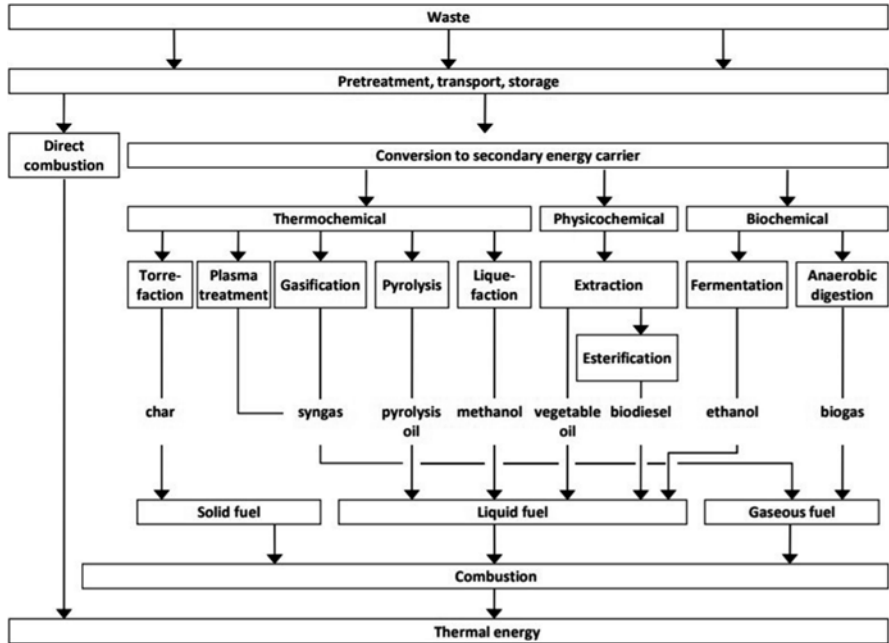 Waste
Pretreatment, transport, storage
Direct
combustion
Conversion to secondary energy carrier
Thermochemical
Physicochemical
Biochemical
Torre-
faction
Plasma
treatment
Gasification
Pyrolysis
Lique-
faction
Extraction
Fermentation
Anaerobic
digestion
Esterification
char
syngas
pyrolysis
oil
methanol
vegetable
oil
biodiesel
ethanol
biogas
Solid fuel
Liquid fuel
Gaseous fuel
Combustion
Thermal energy